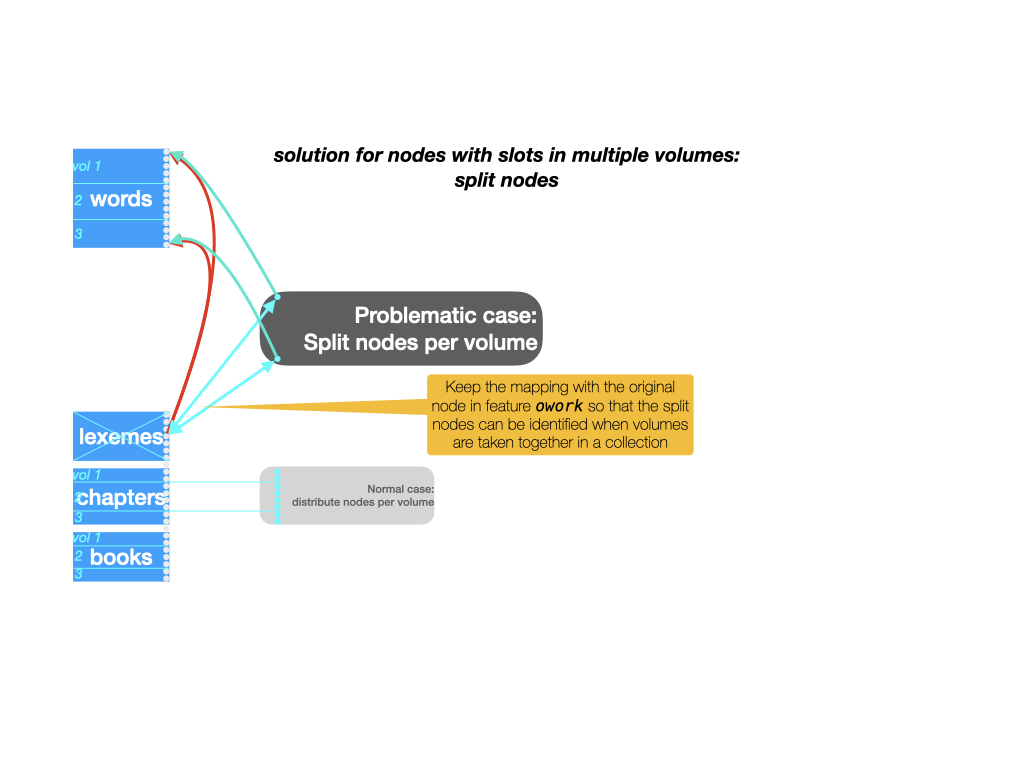 solution for nodes with slots in multiple volumes:
split nodes
vol 1
2 words
3
Problematic case:
Split nodes per volume
Keep the mapping with the original
node in feature owork so that the split
nodes can be identified when volumes
are taken together in a collection
lexemes
vol 1
2 chapters
3
Normal case:
distribute nodes per volume
vol 1
2 books
3